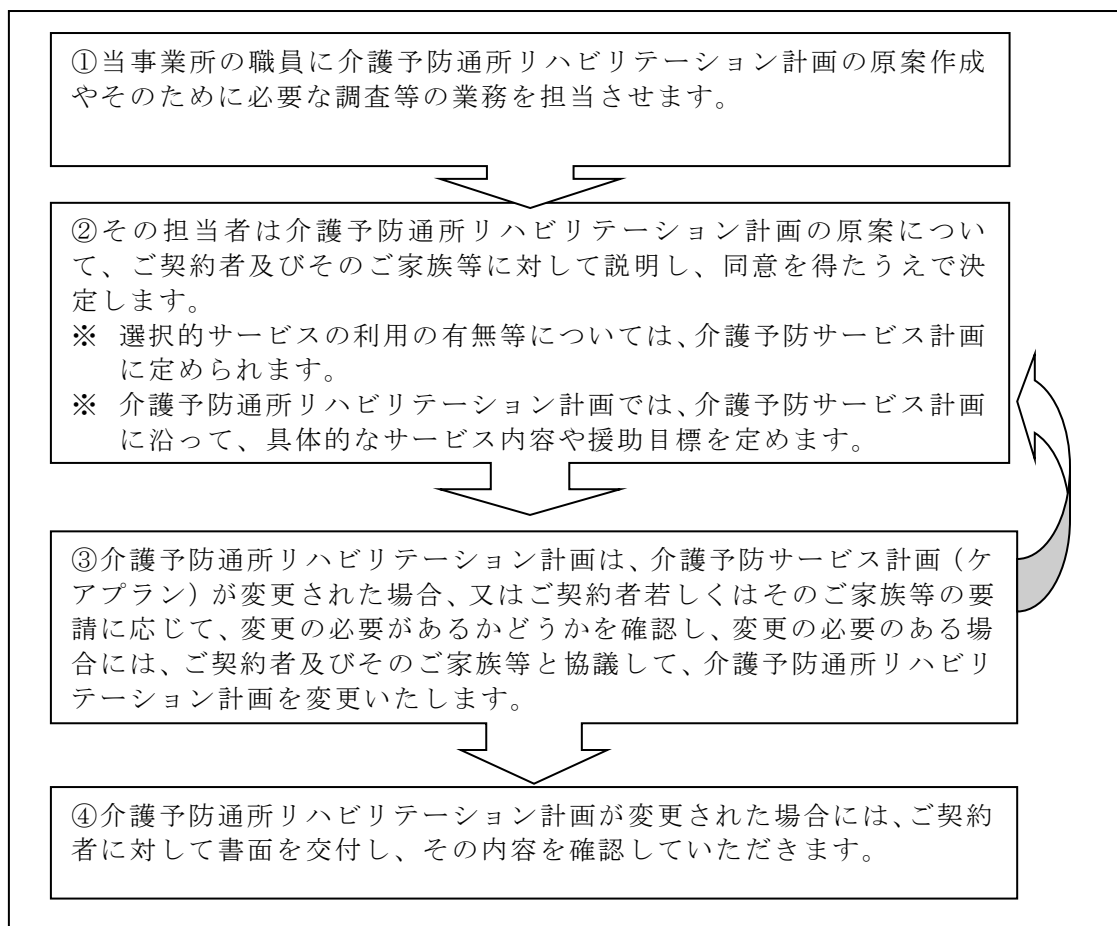 ①当事業所の職員に介護予防通所リハビリテーション計画の原案作成
やそのために必要な調査等の業務を担当させます。
②その担当者は介護予防通所リハビリテーション計画の原案につい
て、ご契約者及びそのご家族等に対して説明し、同意を得たうえで決
定します。
※ 選択的サービスの利用の有無等については、介護予防サービス計画
に定められます。
※ 介護予防通所リハビリテーション計画では、介護予防サービス計画
に沿って、具体的なサービス内容や援助目標を定めます。
③介護予防通所リハビリテーション計画は、介護予防サービス計画（ケ
アプラン）が変更された場合、又はご契約者若しくはそのご家族等の要
請に応じて、変更の必要があるかどうかを確認し、変更の必要のある場
合には、ご契約者及びそのご家族等と協議して、介護予防通所リハビリ
テーション計画を変更いたします。
④介護予防通所リハビリテーション計画が変更された場合には、ご契約
者に対して書面を交付し、その内容を確認していただきます。